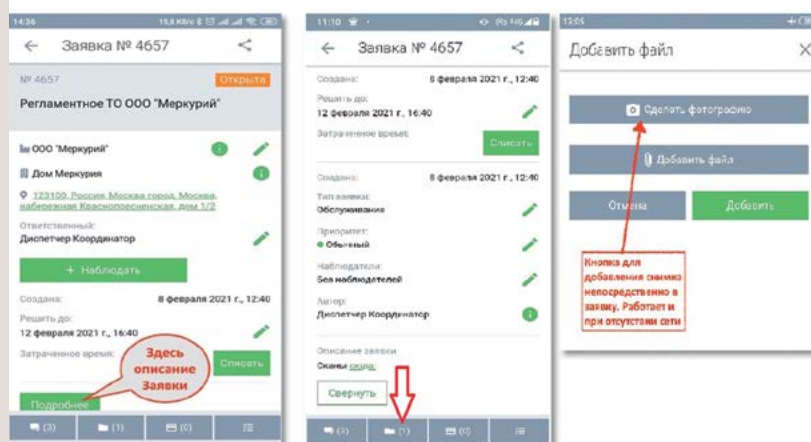 14:36
Заявка № 4657
№ 4657
Открыта
Регламентное ТО ООО "Меркурий"
ООО "Меркурий"
Дом Меркурия
123100, Россия, Москва город, Москва,
набережная Краснопресненская, дом 1/2
Ответственный:
Диспетчер Координатор
+ Наблюдать
Создана:
8 февраля 2021 г., 12:40
Решить до:
12 февраля 2021 г., 16:40
Затраченное время:
Списать
Здесь
описание
Заявки
Подробнее
(3)
(1)
(0)
11:10
Заявка № 4657
Создана:
8 февраля 2021 г., 12:40
Решить до:
12 февраля 2021 г., 16:40
Затраченное время:
Списать
Создана:
8 февраля 2021 г., 12:40
Тип заявки:
Обслуживание
Приоритет:
Обычный
Наблюдатели:
Без наблюдателей
Автор:
Диспетчер Координатор
Описание заявки
Сканы сюда:
Свернуть
(3)
(1)
(0)
Добавить файл
Сделать фотографию
Добавить файл
Отмена
Добавить
Кнопка для
добавления снимка
непосредственно в
заявку. Работает и
при отсутствии сети